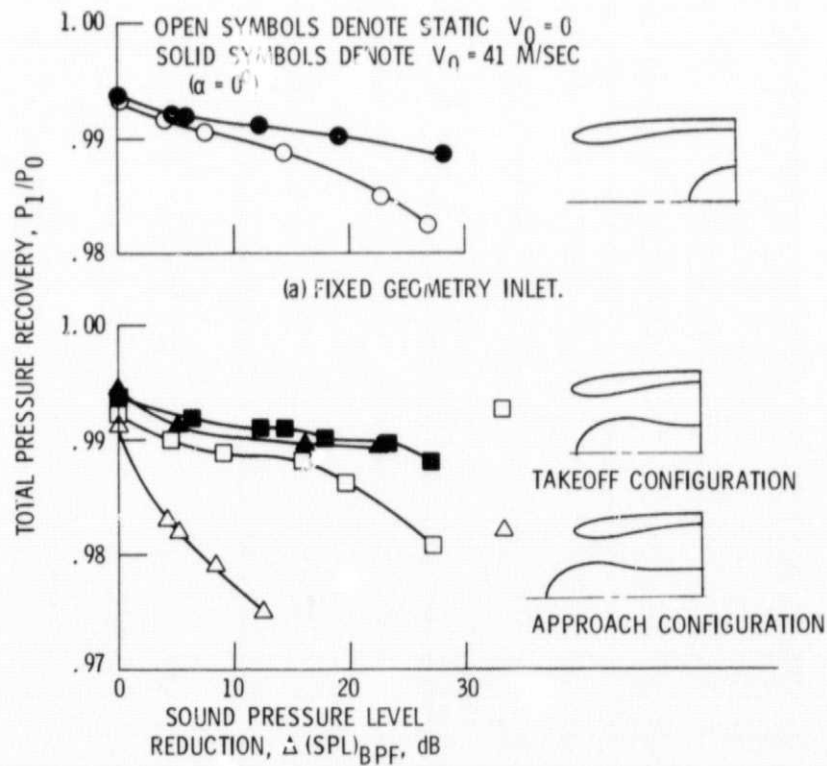 OPEN SYMBOLS DENOTE STATIC V0 = 0
SOLID SYMBOLS DENOTE V0 = 41 M/SEC
(α = 0°)
1.00
.99
.98
(a) FIXED GEOMETRY INLET.
TOTAL PRESSURE RECOVERY, P1/P0
1.00
.99
.98
.97
0
10
20
30
SOUND PRESSURE LEVEL
REDUCTION, Δ (SPL)BPF, dB
TAKEOFF CONFIGURATION
APPROACH CONFIGURATION